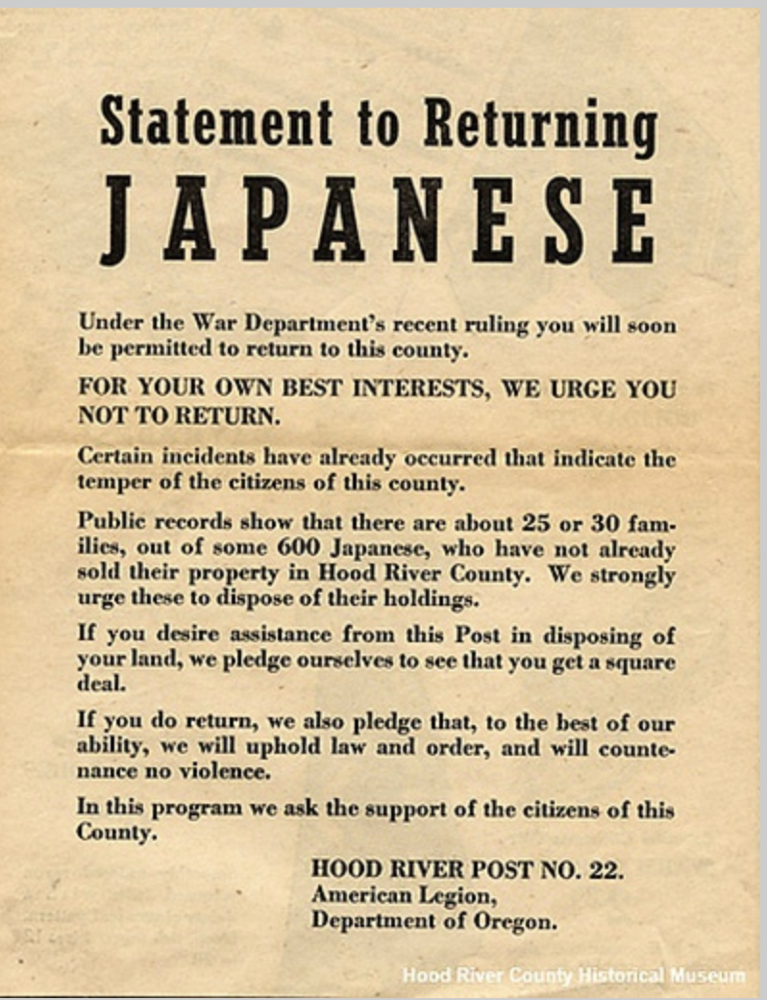 Statement to Returning
JAPANESE
Under the War Department's recent ruling you will soon
be permitted to return to this county.
FOR YOUR OWN BEST INTERESTS, WE URGE YOU
NOT TO RETURN.
Certain incidents have already occurred that indicate the
temper of the citizens of this county.
Public records show that there are about 25 or 30 fam-
ilies, out of some 600 Japanese, who have not already
sold their property in Hood River County. We strongly
urge these to dispose of their holdings.
If you desire assistance from this Post in disposing of
your land, we pledge ourselves to see that you get a square
deal.
If you do return, we also pledge that, to the best of our
ability, we will uphold law and order, and will counte-
nance no violence.
In this program we ask the support of the citizens of this
County.
HOOD RIVER POST NO. 22.
American Legion,
Department of Oregon.
Hood River County Historical Museum